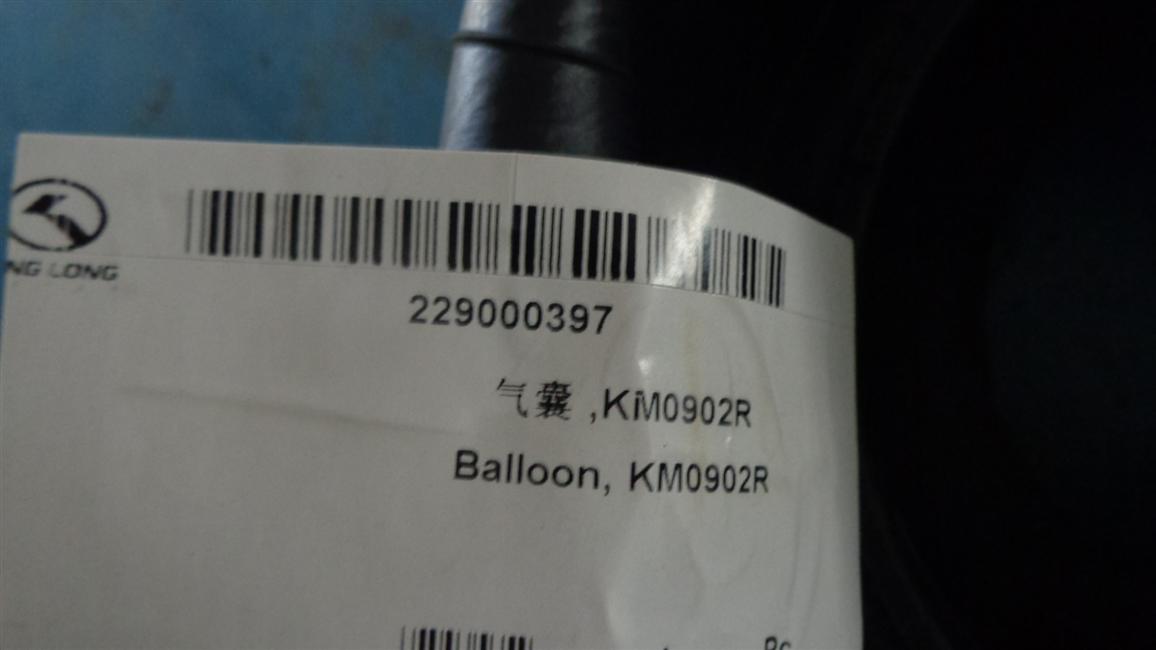 NG LONG
229000397
气囊 ,KM0902R
Balloon, KM0902R